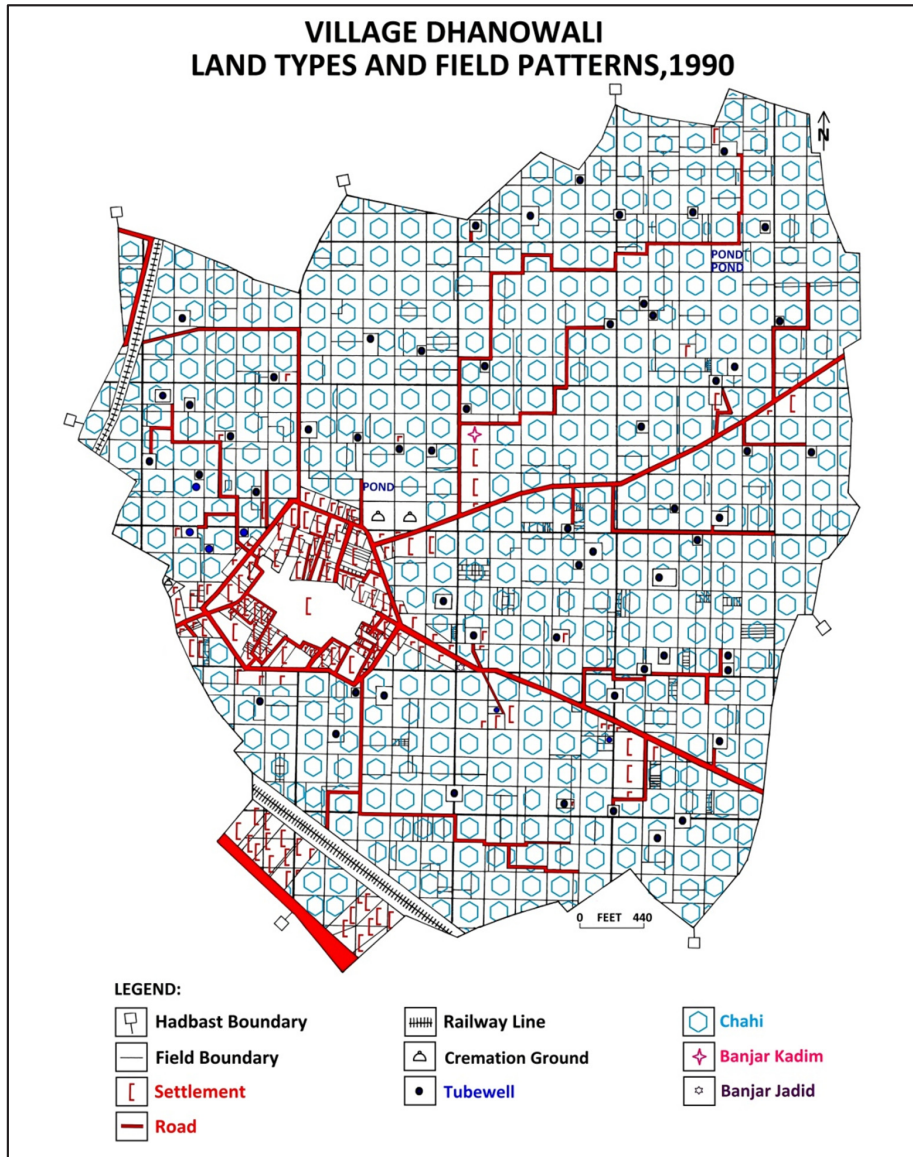 VILLAGE DHANOWALI
LAND TYPES AND FIELD PATTERNS,1990
N
POND
POND
POND
0 FEET 440
LEGEND:
Hadbast Boundary
Field Boundary
Settlement
Road
Railway Line
Cremation Ground
Tubewell
Chahi
Banjar Kadim
Banjar Jadid